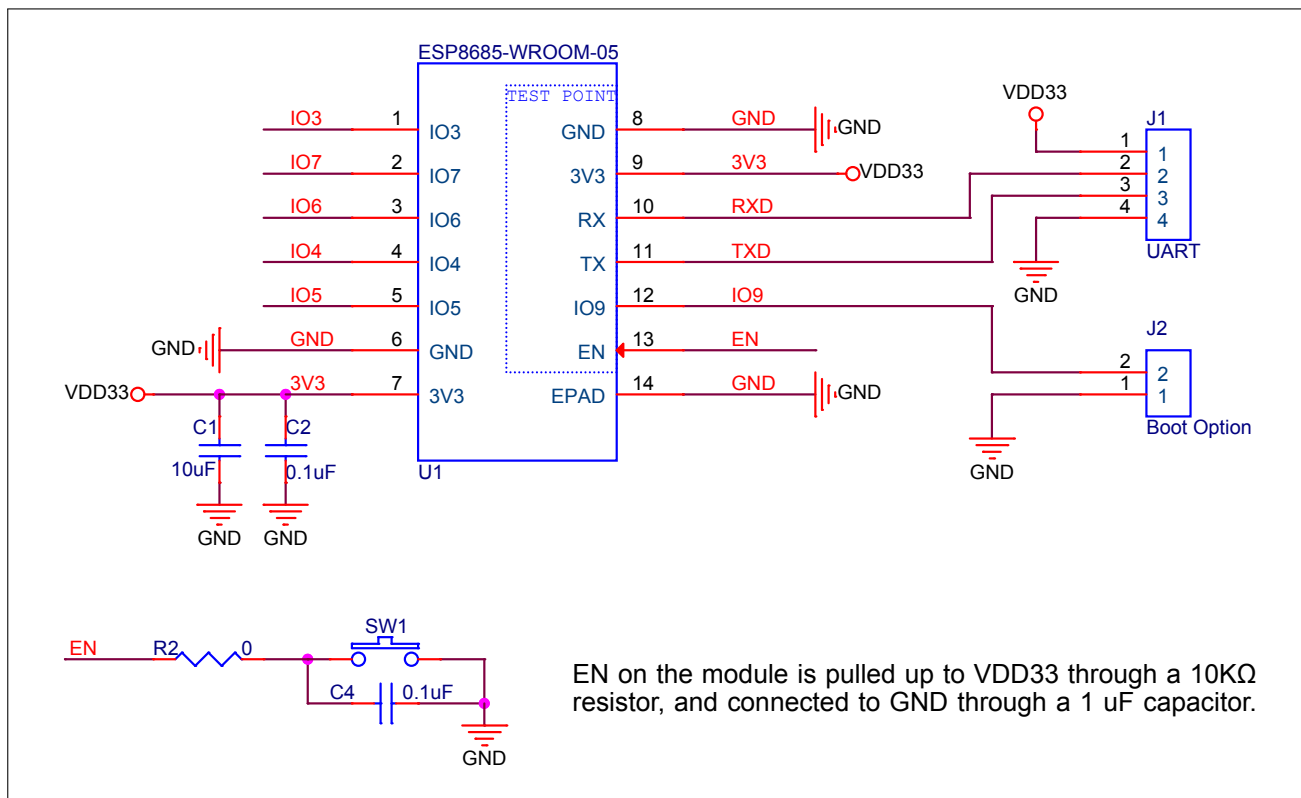 ESP8685-WROOM-05
TEST POINT
IO3 1 IO3
IO7 2 IO7
IO6 3 IO6
IO4 4 IO4
IO5 5 IO5
GND GND 6 GND
VDD33 3V3 7 3V3
GND 8 GND GND
3V3 9 3V3 VDD33
RX 10 RXD
TX 11 TXD
IO9 12 IO9
EN 13 EN
EPAD 14 GND GND
U1
C1
10uF
GND
C2
0.1uF
GND
VDD33
J1
1 1
2 2
3 3
4 4
UART
GND
J2
2 2
1 1
Boot Option
GND
EN R2 0
SW1
C4 0.1uF
GND
EN on the module is pulled up to VDD33 through a 10KΩ
resistor, and connected to GND through a 1 uF capacitor.